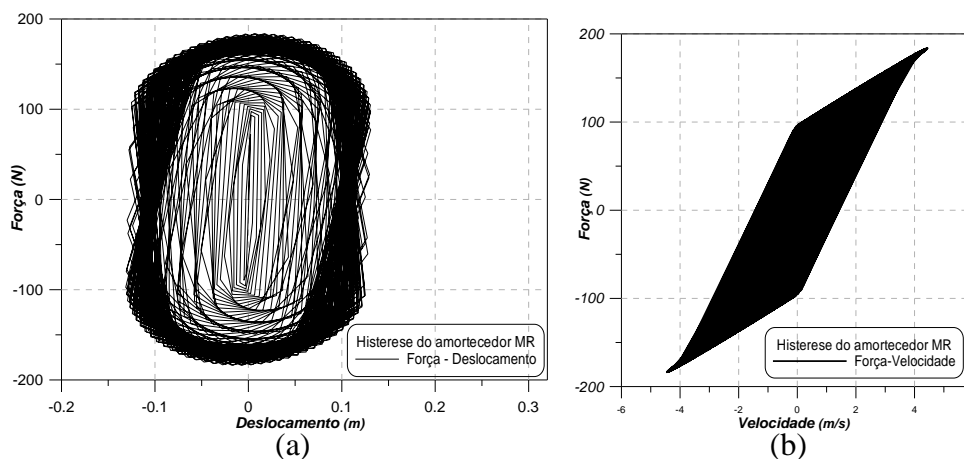 200
100
0
-100
-200
Força (N)
-0.2 -0.1 0 0.1 0.2 0.3
Deslocamento (m)
Histerese do amortecedor MR
Força - Deslocamento
(a)
200
100
0
-100
-200
Força (N)
-6 -4 -2 0 2 4
Velocidade (m/s)
Histerese do amortecedor MR
Força-Velocidade
(b)